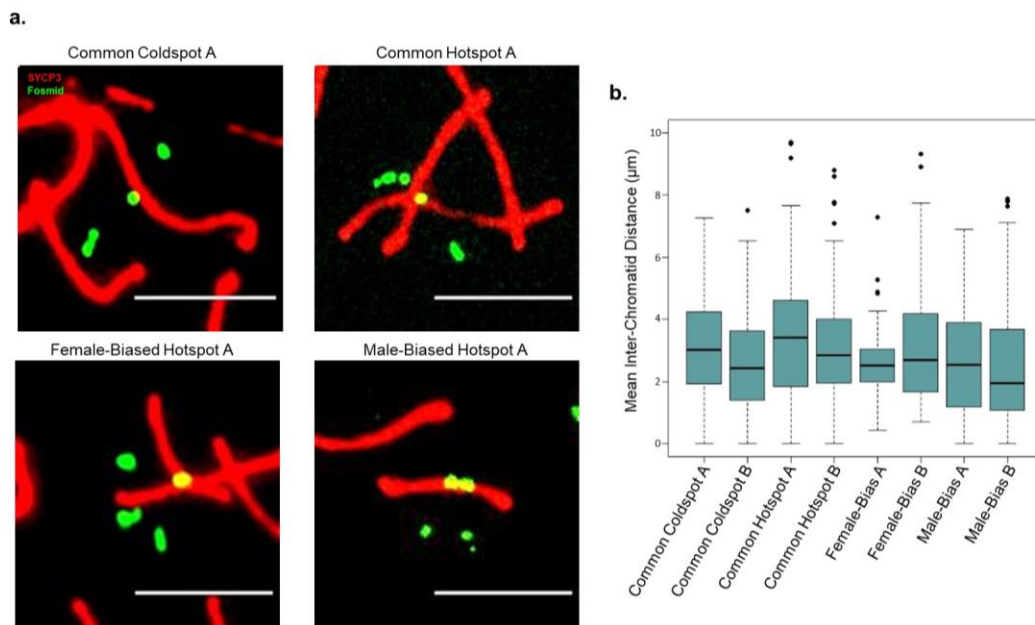 a.
Common Coldspot A
SYCP3
Fosmid
Common Hotspot A
Female-Biased Hotspot A
Male-Biased Hotspot A
b.
Mean Inter-Chromatid Distance (μm)
10
8
6
4
2
0
Common Coldspot A
Common Coldspot B
Common Hotspot A
Common Hotspot B
Female-Bias A
Female-Bias B
Male-Bias A
Male-Bias B